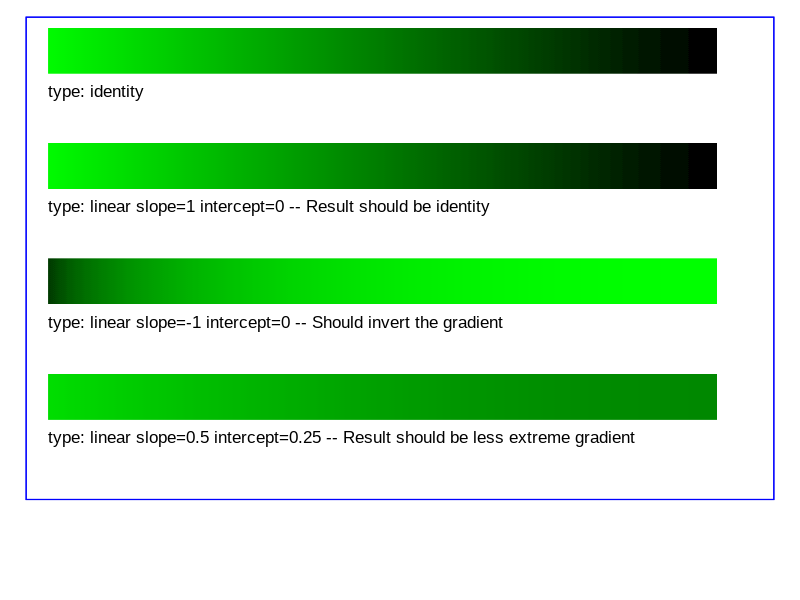 type: identity
type: linear slope=1 intercept=0 -- Result should be identity
type: linear slope=-1 intercept=0 -- Should invert the gradient
type: linear slope=0.5 intercept=0.25 -- Result should be less extreme gradient